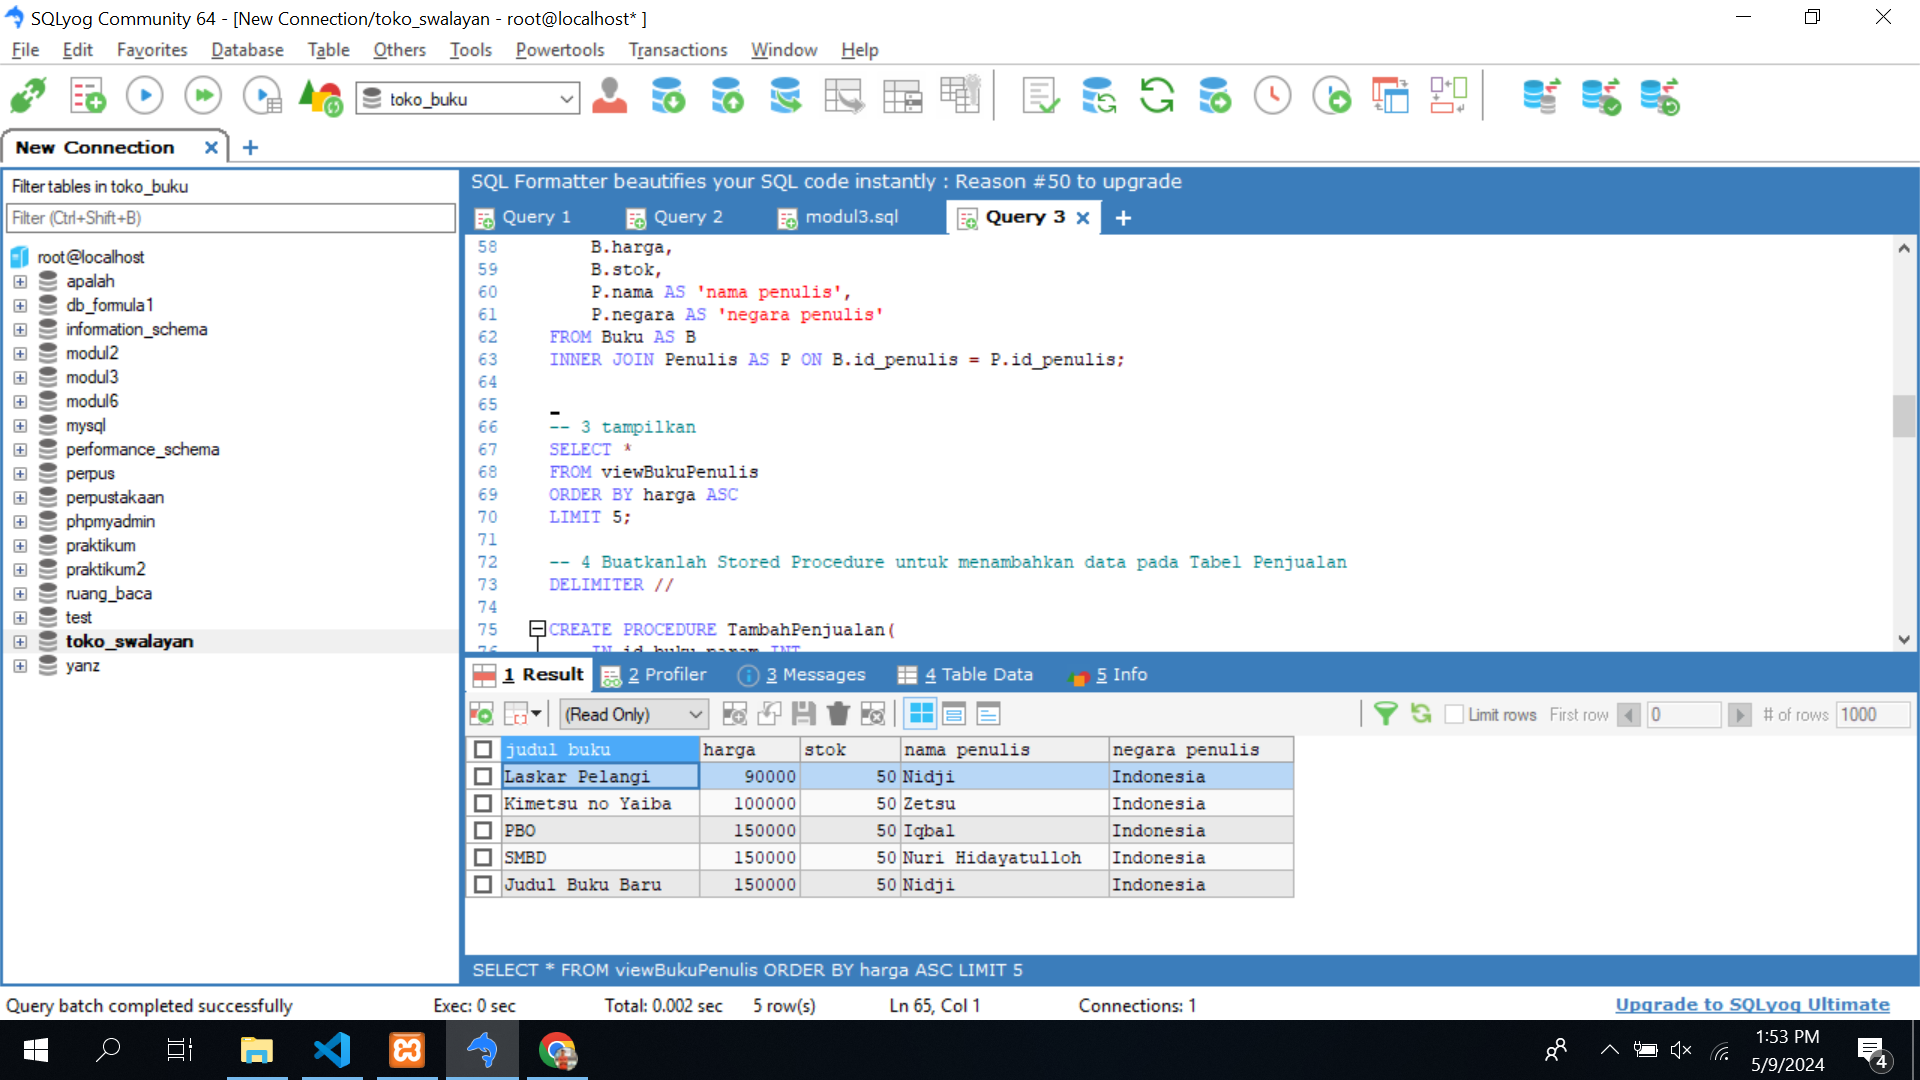 SQLyog Community 64 - [New Connection/toko_swalayan - root@localhost* ]
File Edit Favorites Database Table Others Tools Powertools Transactions Window Help
toko_buku
New Connection
Filter tables in toko_buku
Filter (Ctrl+Shift+B)
root@localhost
apalah
db_formula1
information_schema
modul2
modul3
modul6
mysql
performance_schema
perpus
perpustakaan
phpmyadmin
praktikum
praktikum2
ruang_baca
test
toko_swalayan
yanz
SQL Formatter beautifies your SQL code instantly : Reason #50 to upgrade
Query 1 Query 2 modul3.sql Query 3
58 B.harga,
59 B.stok,
60 P.nama AS 'nama penulis',
61 P.negara AS 'negara penulis'
62 FROM Buku AS B
63 INNER JOIN Penulis AS P ON B.id_penulis = P.id_penulis;
64
65
66 -- 3 tampilkan
67 SELECT *
68 FROM viewBukuPenulis
69 ORDER BY harga ASC
70 LIMIT 5;
71
72 -- 4 Buatkanlah Stored Procedure untuk menambahkan data pada Tabel Penjualan
73 DELIMITER //
74
75 CREATE PROCEDURE TambahPenjualan(
76 IN id_buku_param INT
1 Result 2 Profiler 3 Messages 4 Table Data 5 Info
(Read Only) Limit rows First row 0 # of rows 1000
judul buku harga stok nama penulis negara penulis
Laskar Pelangi 90000 50 Nidji Indonesia
Kimetsu no Yaiba 100000 50 Zetsu Indonesia
PBO 150000 50 Iqbal Indonesia
SMBD 150000 50 Nuri Hidayatulloh Indonesia
Judul Buku Baru 150000 50 Nidji Indonesia
SELECT * FROM viewBukuPenulis ORDER BY harga ASC LIMIT 5
Query batch completed successfully Exec: 0 sec Total: 0.002 sec 5 row(s) Ln 65, Col 1 Connections: 1 Upgrade to SQLyog Ultimate
1:53 PM
5/9/2024
4